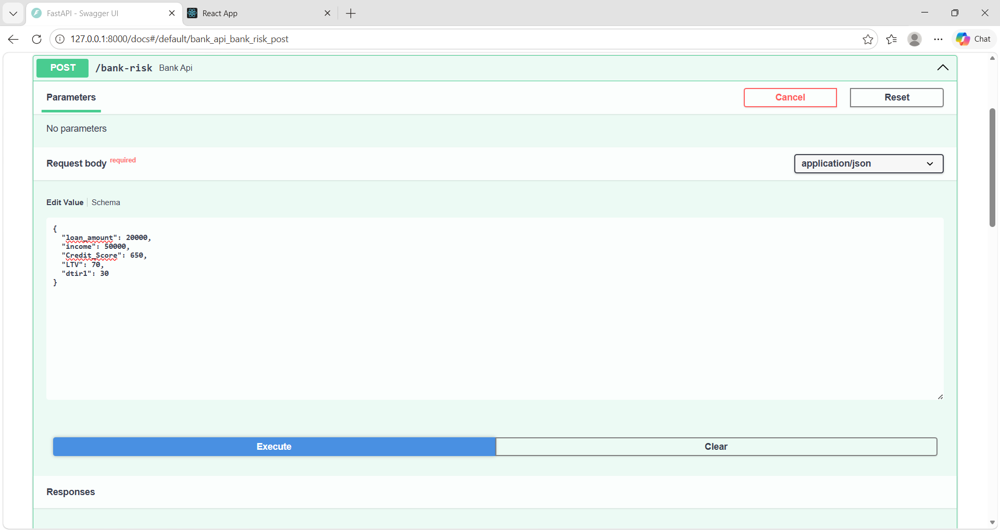 FastAPI - Swagger UI
React App
127.0.0.1:8000/docs#/default/bank_api_bank_risk_post
Chat
POST /bank-risk Bank Api
Parameters
Cancel
Reset
No parameters
Request body required
application/json
Edit Value | Schema
{
  "loan_amount": 20000,
  "income": 50000,
  "Credit_Score": 650,
  "LTV": 70,
  "dtir1": 30
}
Execute
Clear
Responses